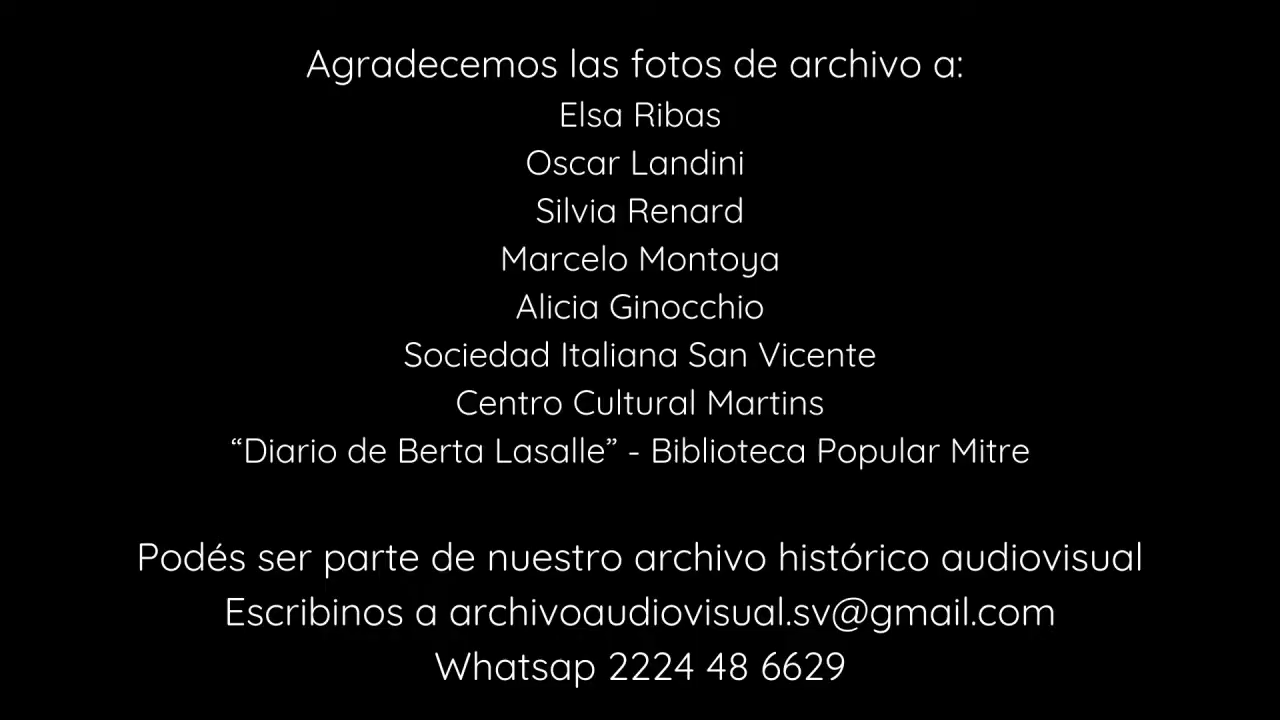 Agradecemos las fotos de archivo a:
Elsa Ribas
Oscar Landini
Silvia Renard
Marcelo Montoya
Alicia Ginocchio
Sociedad Italiana San Vicente
Centro Cultural Martins
“Diario de Berta Lasalle” - Biblioteca Popular Mitre
Podés ser parte de nuestro archivo histórico audiovisual
Escribinos a archivoaudiovisual.sv@gmail.com
Whatsap 2224 48 6629